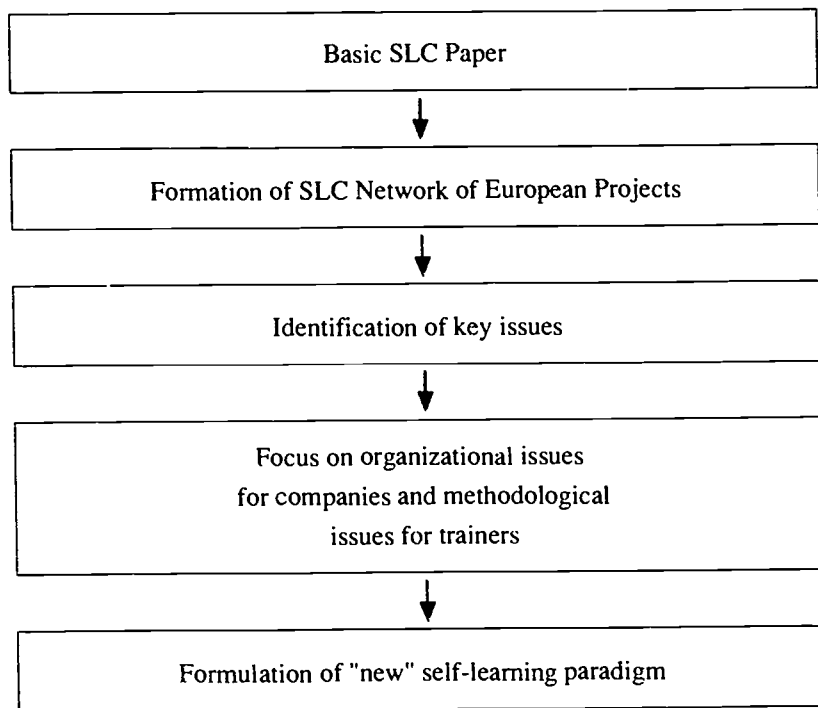 Basic SLC Paper
Formation of SLC Network of European Projects
Identification of key issues
Focus on organizational issues
for companies and methodological
issues for trainers
Formulation of "new" self-learning paradigm